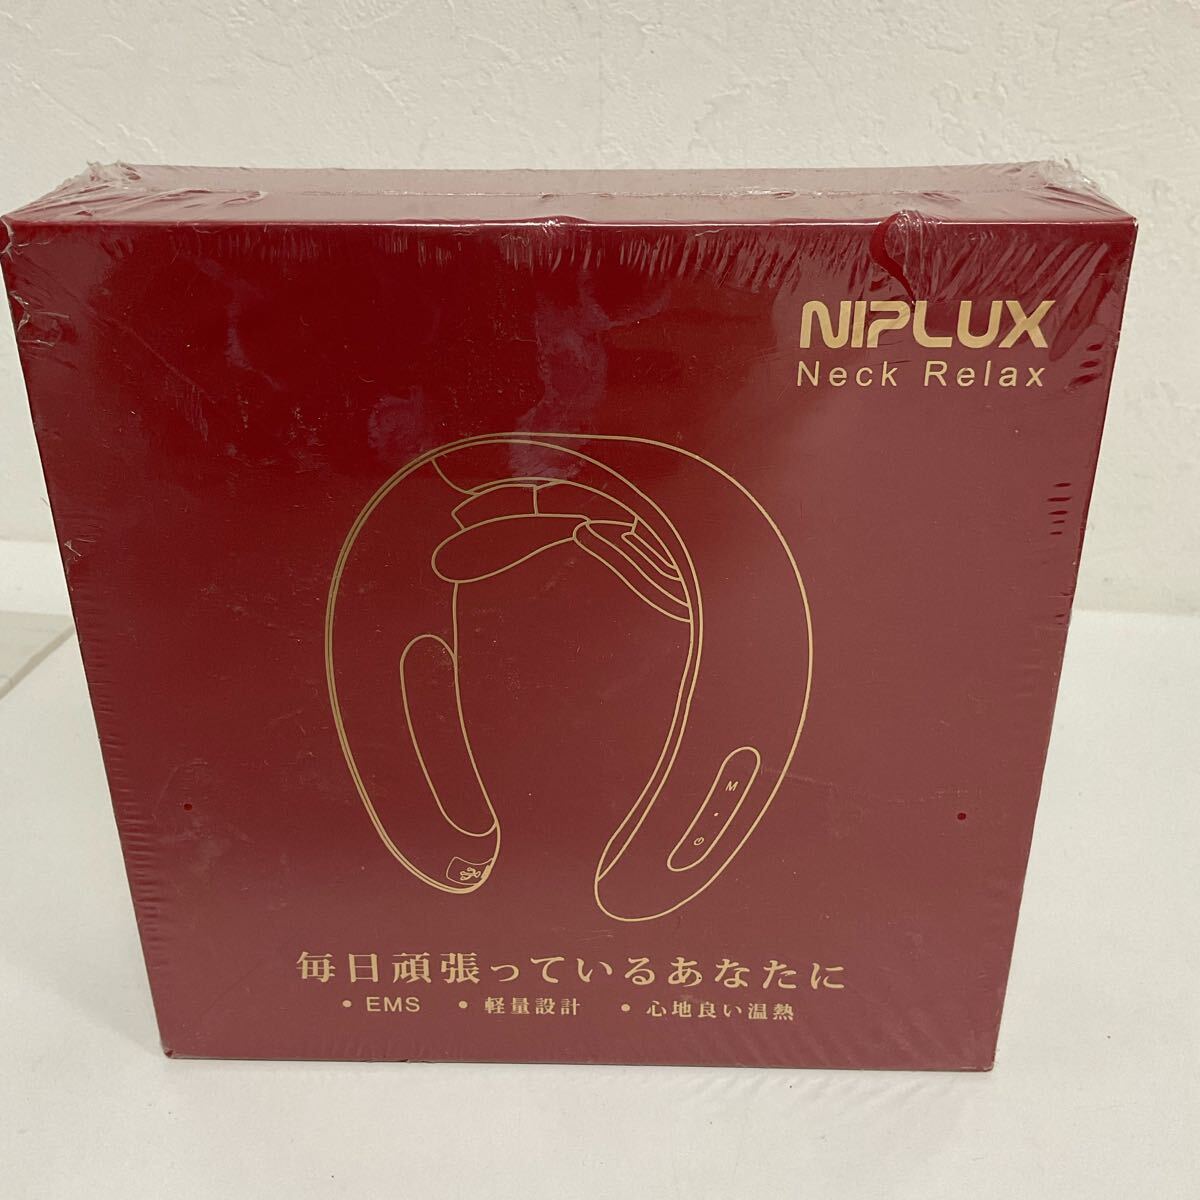 NIPLUX
Neck Relax
M
毎日頑張っているあなたに
• EMS • 軽量設計 • 心地良い温熱